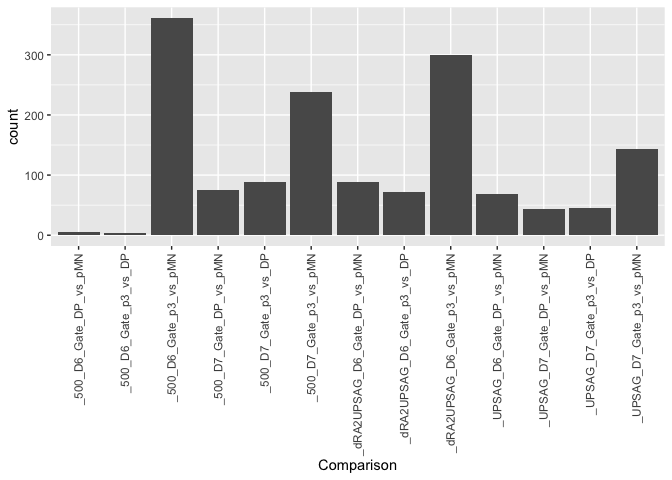 count
300
200
100
0
_500_D6_Gate_DP_vs_pMN
_500_D6_Gate_p3_vs_DP
_500_D6_Gate_p3_vs_pMN
_500_D7_Gate_DP_vs_pMN
_500_D7_Gate_p3_vs_DP
_500_D7_Gate_p3_vs_pMN
_dRA2UPSAG_D6_Gate_DP_vs_pMN
_dRA2UPSAG_D6_Gate_p3_vs_DP
_dRA2UPSAG_D6_Gate_p3_vs_pMN
_UPSAG_D6_Gate_DP_vs_pMN
_UPSAG_D7_Gate_DP_vs_pMN
_UPSAG_D7_Gate_p3_vs_DP
_UPSAG_D7_Gate_p3_vs_pMN
Comparison